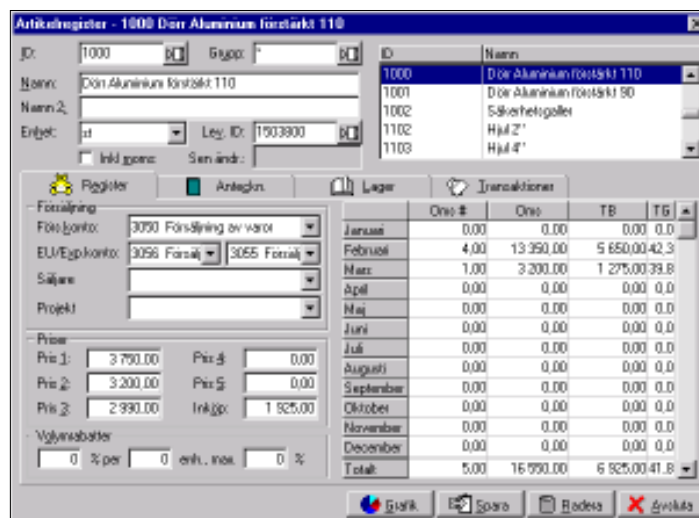 Artikelregister - 1000 Dörr Aluminium förstärkt 110
ID: 1000 Grupp: *
Namn: Dörr Aluminium förstärkt 110
Namn 2:
Enhet: st Lev. ID: 1503800
Inkl moms: Sen ändr.:
ID Namn
1000 Dörr Aluminium förstärkt 110
1001 Dörr Aluminium förstärkt 90
1002 Säkerhetsgaller
1102 Hjul 2"
1103 Hjul 4"
Register Anteckn. Lager Transaktioner
Försäljning
Förs.konto: 3050 Försäljning av varor
EU/Exp.konto: 3056 Försälj 3055 Försälj
Säljare
Projekt
Priser
Pris 1: 3 750,00 Pris 4: 0,00
Pris 2: 3 200,00 Pris 5: 0,00
Pris 3: 2 990,00 Inköp: 1 925,00
Volymrabatter
0 % per 0 enh., max. 0 %
Oms # Oms TB TG
Januari 0,00 0,00 0,00 0,0
Februari 4,00 13 350,00 5 650,00 42,3
Mars 1,00 3 200,00 1 275,00 39,8
April 0,00 0,00 0,00 0,0
Maj 0,00 0,00 0,00 0,0
Juni 0,00 0,00 0,00 0,0
Juli 0,00 0,00 0,00 0,0
Augusti 0,00 0,00 0,00 0,0
September 0,00 0,00 0,00 0,0
Oktober 0,00 0,00 0,00 0,0
November 0,00 0,00 0,00 0,0
December 0,00 0,00 0,00 0,0
Totalt 5,00 16 550,00 6 925,00 41,8
Grafik Spara Radera Avsluta